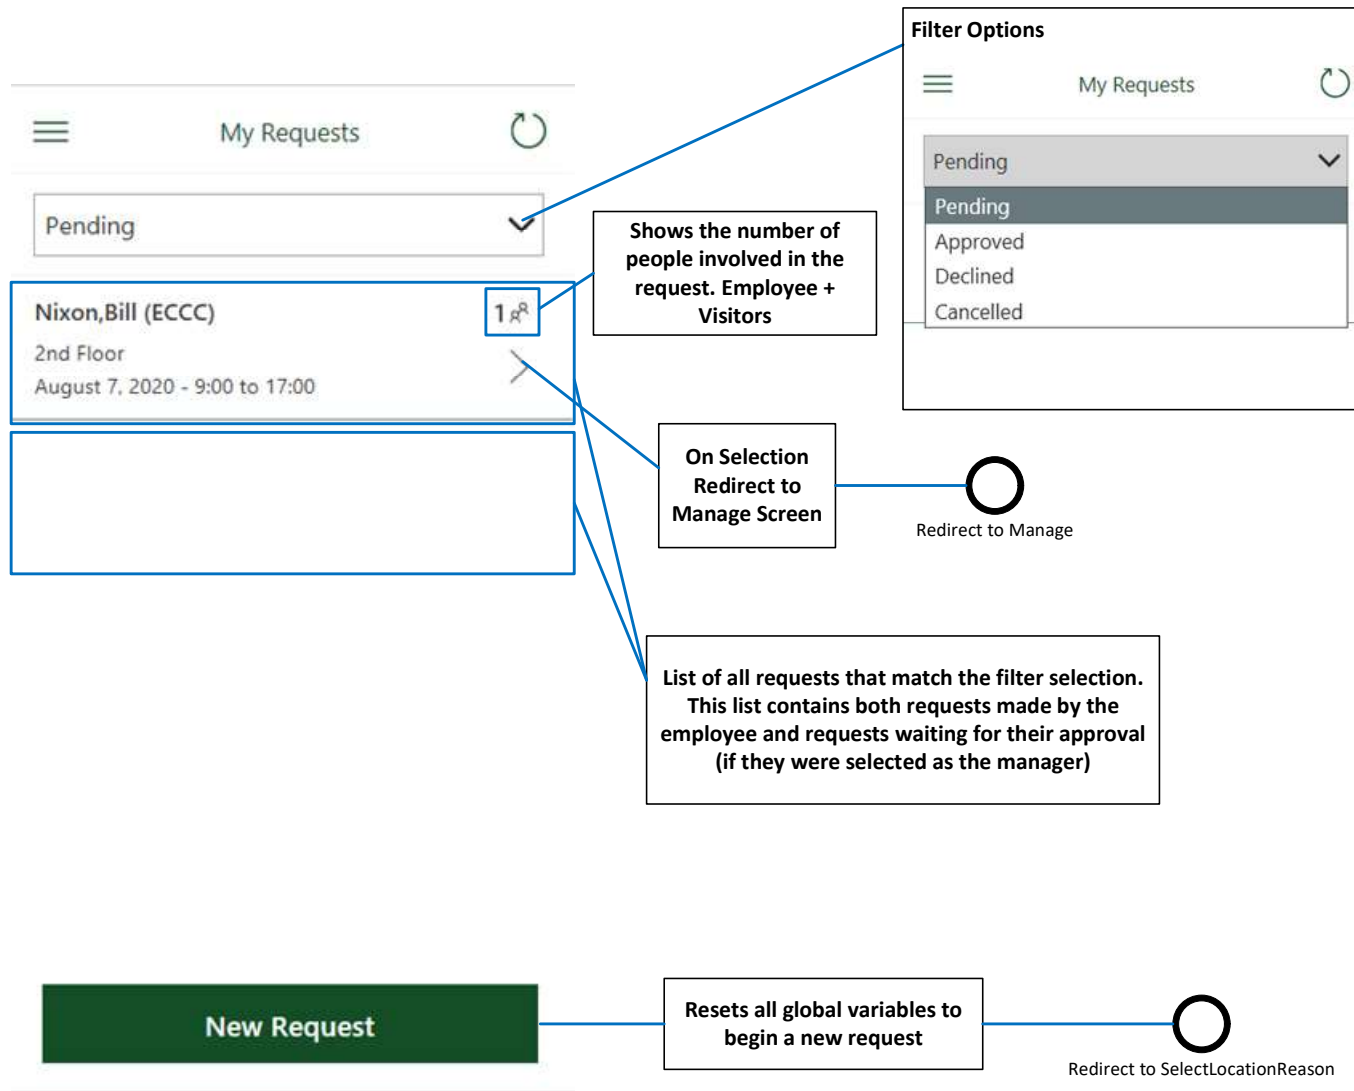 Filter Options
My Requests
Pending
Pending
Approved
Declined
Cancelled
My Requests
Pending
Shows the number of
people involved in the
request. Employee +
Visitors
Nixon,Bill (ECCC)
1
2nd Floor
August 7, 2020 - 9:00 to 17:00
On Selection
Redirect to
Manage Screen
Redirect to Manage
List of all requests that match the filter selection.
This list contains both requests made by the
employee and requests waiting for their approval
(if they were selected as the manager)
New Request
Resets all global variables to
begin a new request
Redirect to SelectLocationReason